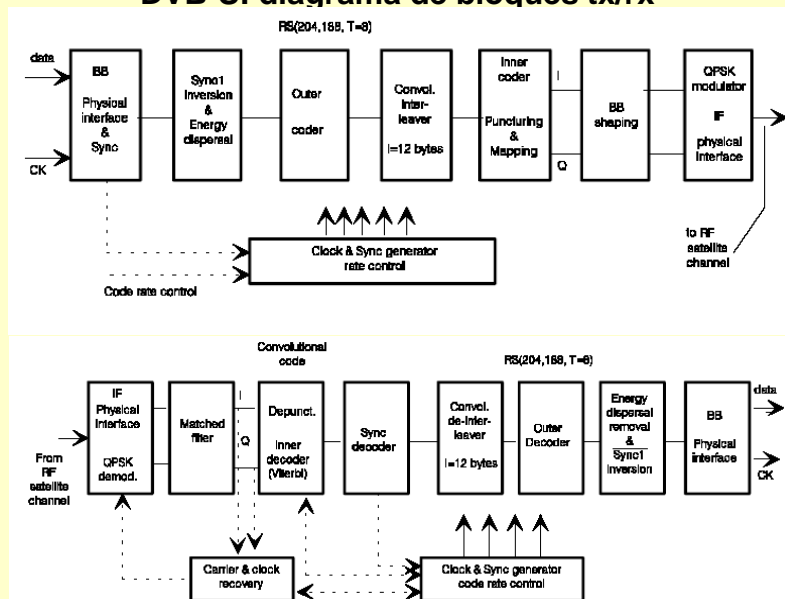 DVB-S: diagrama de bloques tx/rx
RS(204,188, T=8)
data
CK
BB
Physical
interface
&
Sync
Sync1
Inversion
&
Energy
dispersal
Outer
coder
Convol.
Inter-
leaver
I=12 bytes
Inner
coder
Puncturing
&
Mapping
I
Q
BB
shaping
QPSK
modulator
IF
physical
Interface
to RF
satellite
channel
Clock & Sync generator
rate control
Code rate control
Convolutional
code
RS(204,188, T=8)
From
RF
satellite
channel
IF
Physical
Interface
QPSK
demod.
Matched
filter
I
Q
Depunct.
Inner
decoder
(Viterbi)
Sync
decoder
Convol.
de-Inter-
leaver
I=12 bytes
Outer
Decoder
Energy
dispersal
removal
&
Sync1
Inversion
BB
Physical
interface
data
CK
Carrier & clock
recovery
Clock & Sync generator
code rate control